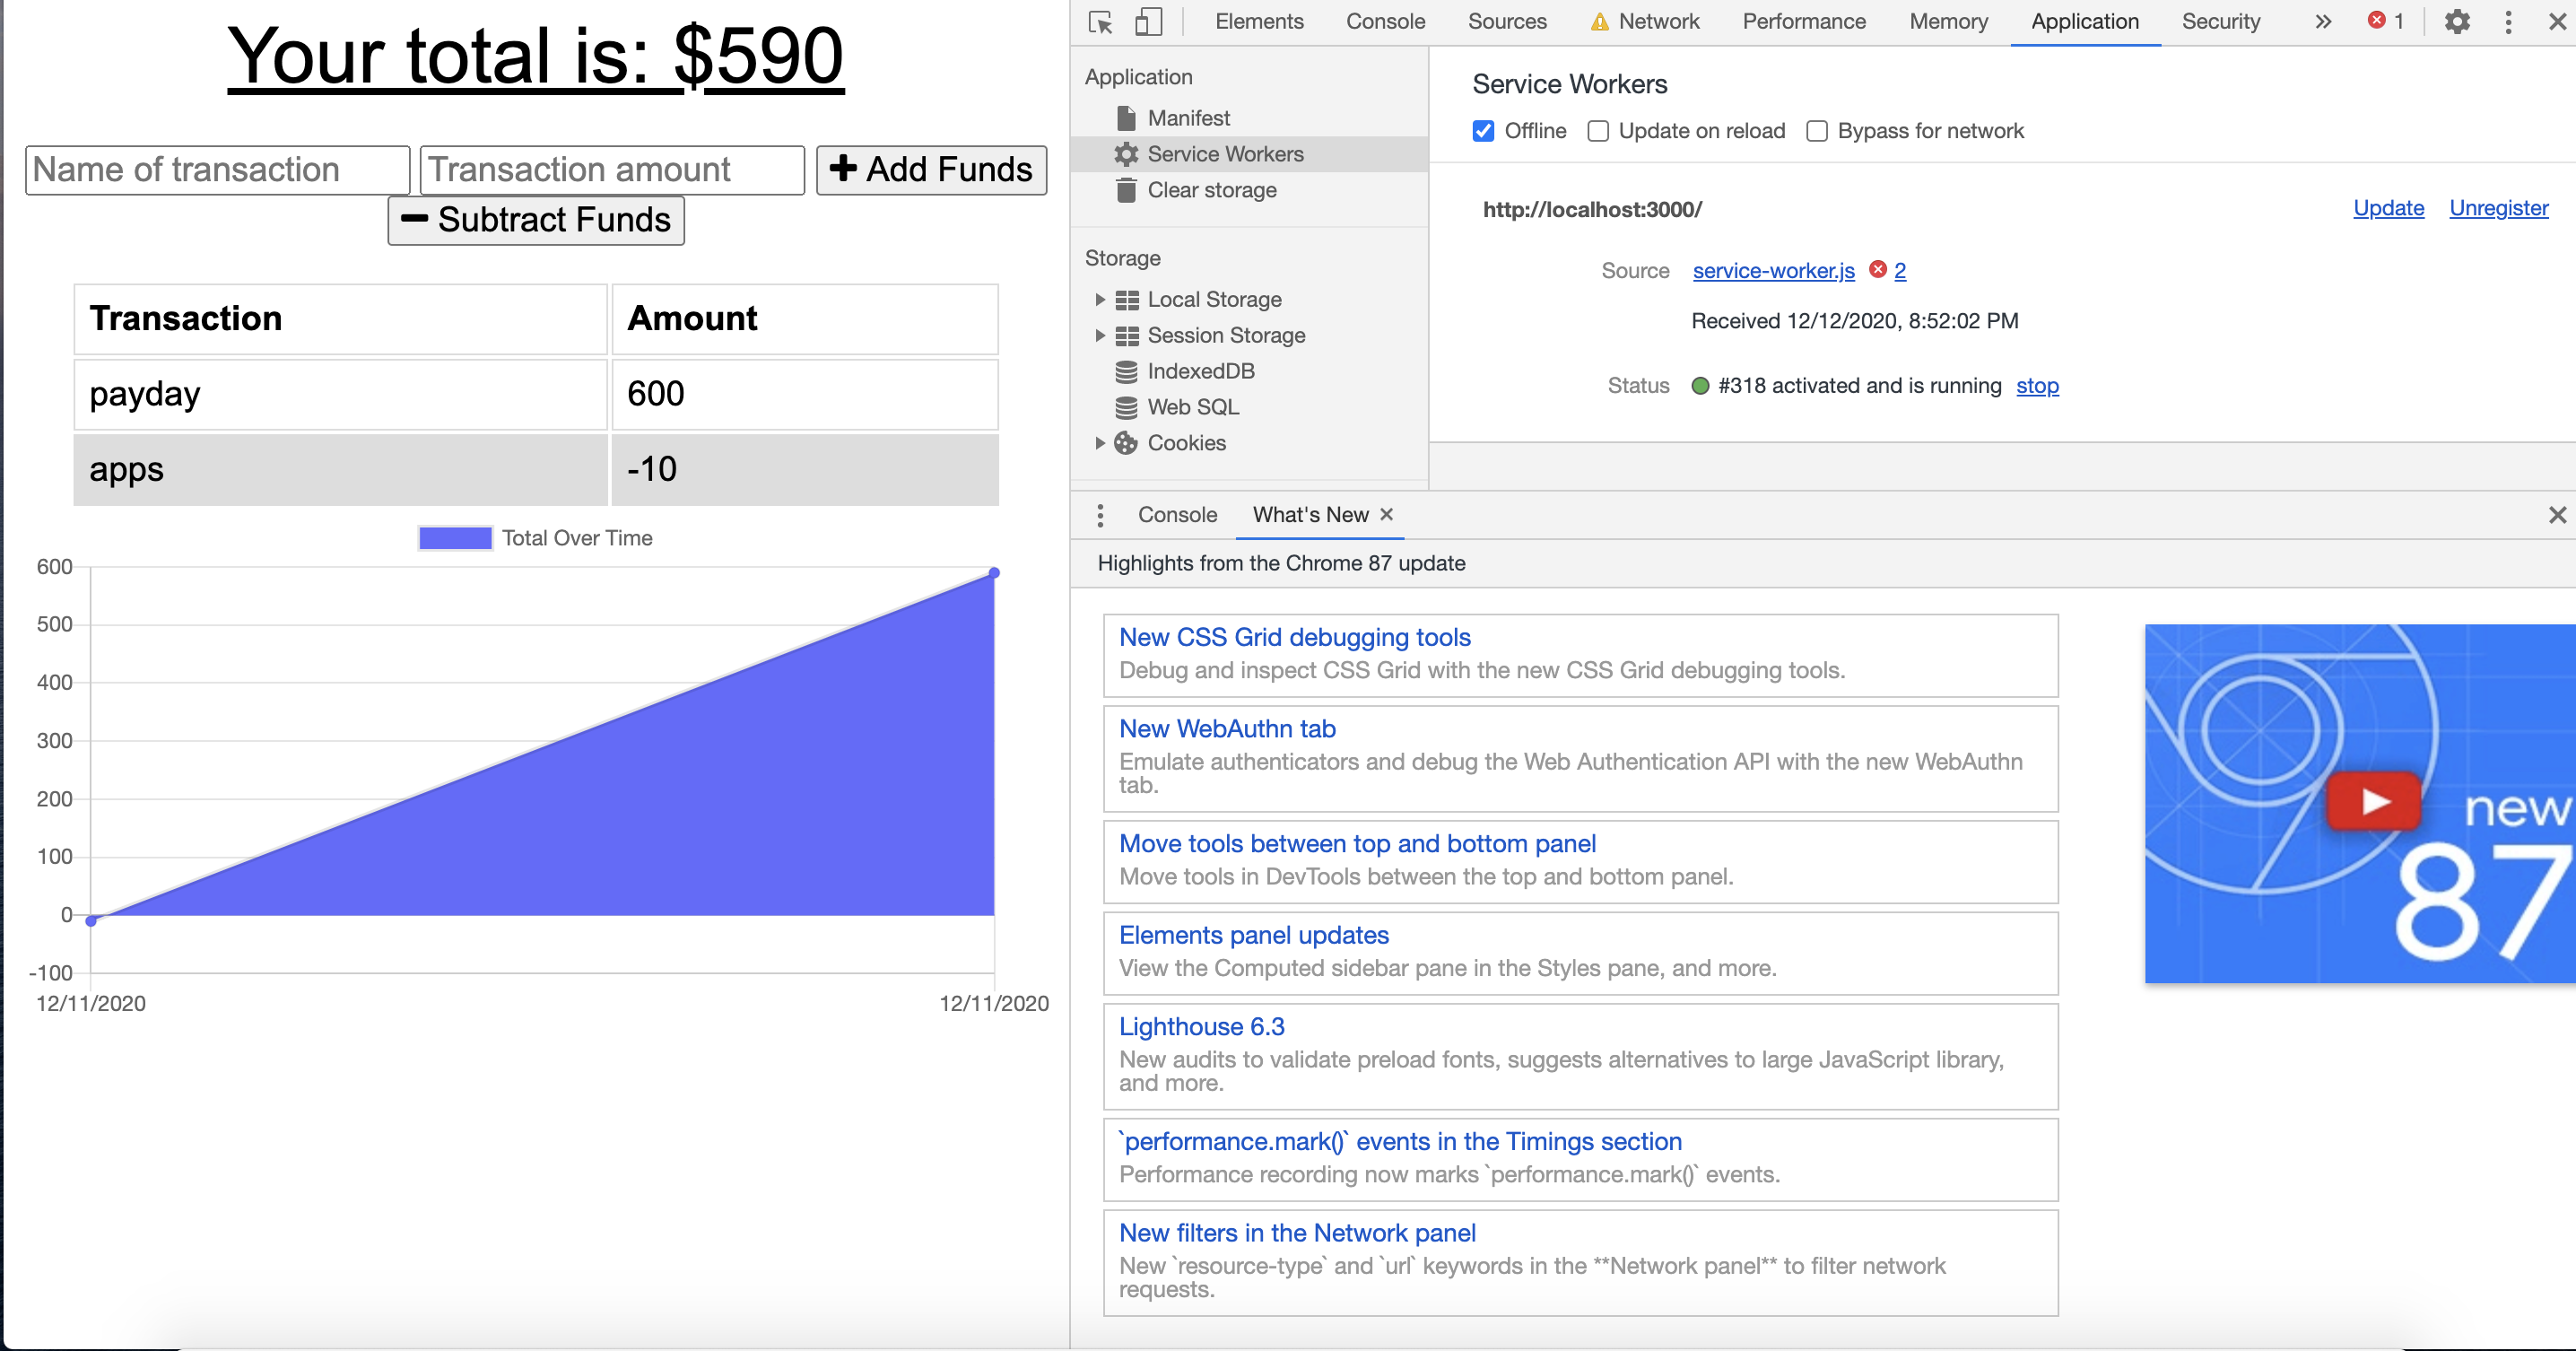 Your total is: $590
Name of transaction
Transaction amount
Add Funds
Subtract Funds
Transaction Amount
payday 600
apps -10
Total Over Time
600
500
400
300
200
100
0
-100
12/11/2020 12/11/2020
Elements Console Sources Network Performance Memory Application Security » 1
Application
Manifest
Service Workers
Clear storage
Storage
Local Storage
Session Storage
IndexedDB
Web SQL
Cookies
Service Workers
Offline Update on reload Bypass for network
http://localhost:3000/ Update Unregister
Source service-worker.js 2
Received 12/12/2020, 8:52:02 PM
Status #318 activated and is running stop
Console What's New
Highlights from the Chrome 87 update
New CSS Grid debugging tools
Debug and inspect CSS Grid with the new CSS Grid debugging tools.
New WebAuthn tab
Emulate authenticators and debug the Web Authentication API with the new WebAuthn
tab.
Move tools between top and bottom panel
Move tools in DevTools between the top and bottom panel.
Elements panel updates
View the Computed sidebar pane in the Styles pane, and more.
Lighthouse 6.3
New audits to validate preload fonts, suggests alternatives to large JavaScript library,
and more.
`performance.mark()` events in the Timings section
Performance recording now marks `performance.mark()` events.
New filters in the Network panel
New `resource-type` and `url` keywords in the **Network panel** to filter network
requests.
new
87